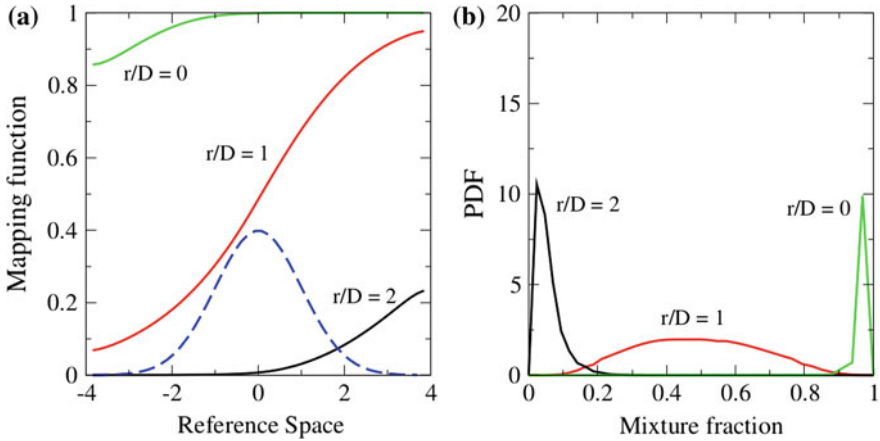 (a)
Mapping function
1
0.8
0.6
0.4
0.2
0
r/D = 0
r/D = 1
r/D = 2
-4
-2
0
2
4
Reference Space
(b)
PDF
20
15
10
5
0
r/D = 2
r/D = 0
r/D = 1
0
0.2
0.4
0.6
0.8
1
Mixture fraction